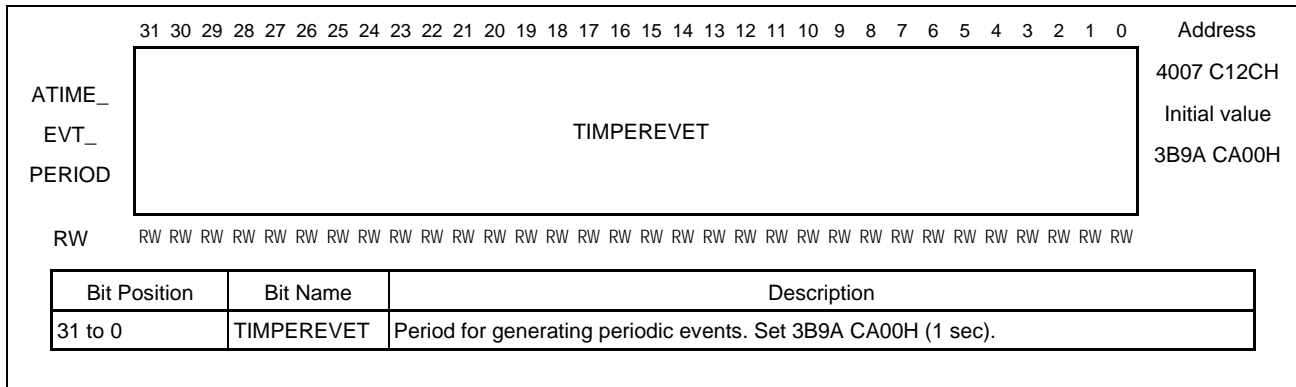 31 30 29 28 27 26 25 24 23 22 21 20 19 18 17 16 15 14 13 12 11 10 9 8 7 6 5 4 3 2 1 0 Address
4007 C12CH
ATIME_
EVT_
PERIOD
TIMPEREVET
Initial value
3B9A CA00H
RW RW RW RW RW RW RW RW RW RW RW RW RW RW RW RW RW RW RW RW RW RW RW RW RW RW RW RW RW RW RW RW RW
Bit Position Bit Name Description
31 to 0 TIMPEREVET Period for generating periodic events. Set 3B9A CA00H (1 sec).